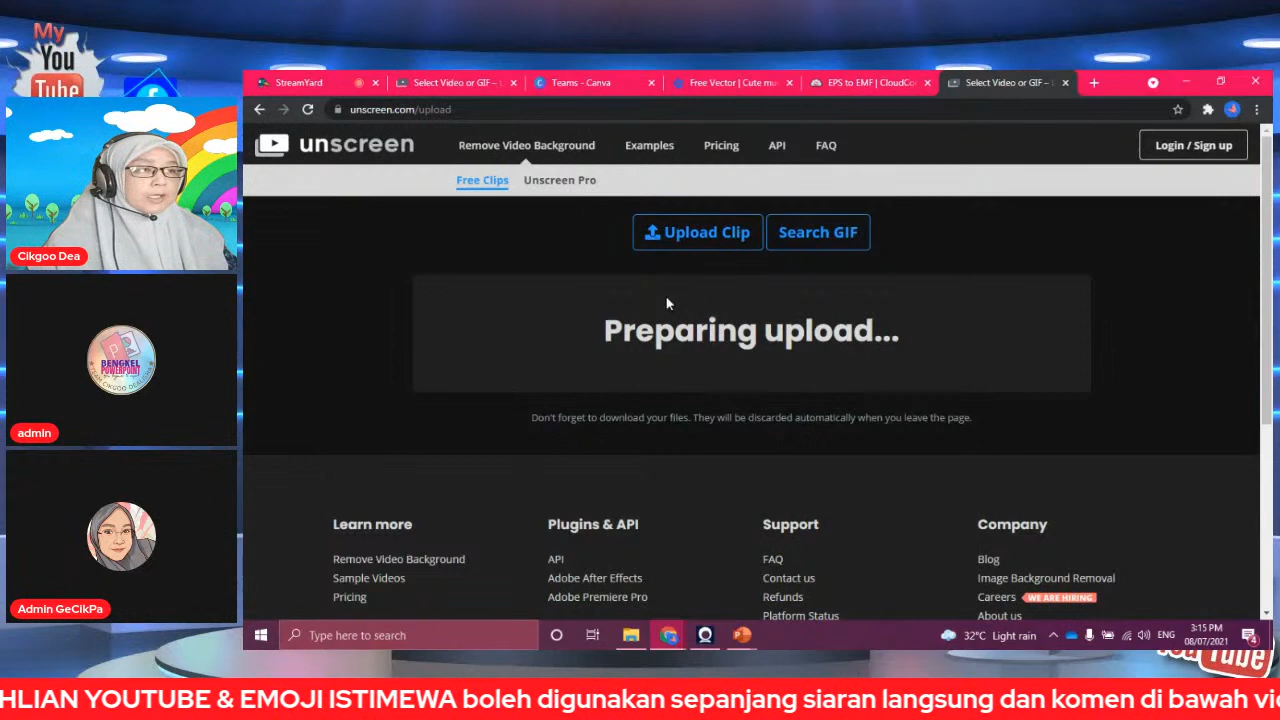 My
You
Tube
Cikgoo Dea
BENGKEL
POWERPOINT
admin
Admin GeCikPa
StreamYard
Select Video or GIF –
Teams - Canva
Free Vector | Cute mu
EPS to EMF | CloudCo
Select Video or GIF –
unscreen.com/upload
unscreen
Remove Video Background
Examples
Pricing
API
FAQ
Login / Sign up
Free Clips
Unscreen Pro
Upload Clip
Search GIF
Preparing upload...
Don't forget to download your files. They will be discarded automatically when you leave the page.
Learn more
Remove Video Background
Sample Videos
Pricing
Plugins & API
API
Adobe After Effects
Adobe Premiere Pro
Support
FAQ
Contact us
Refunds
Platform Status
Company
Blog
Image Background Removal
Careers WE ARE HIRING
About us
Type here to search
32°C Light rain
ENG
3:15 PM
08/07/2021
4
YouTube
HLIAN YOUTUBE & EMOJI ISTIMEWA boleh digunakan sepanjang siaran langsung dan komen di bawah vi